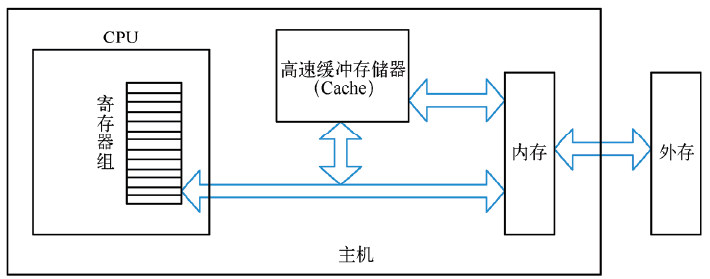 CPU
寄存器组
高速缓冲存储器
（Cache）
内存
外存
主机